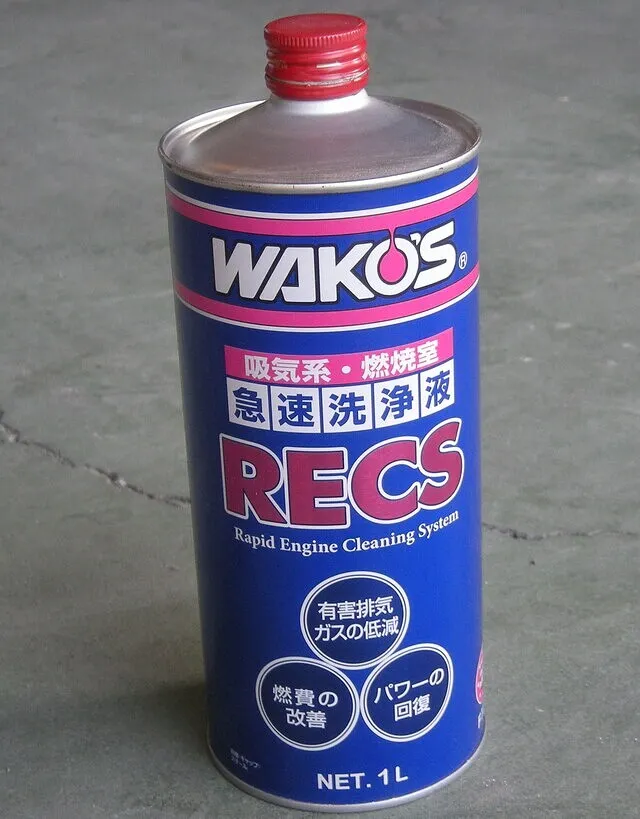 WAKO'S®
吸気系・燃焼室
急速洗浄液
RECS
Rapid Engine Cleaning System
有害排気
ガスの低減
燃費の
改善
パワーの
回復
NET. 1L